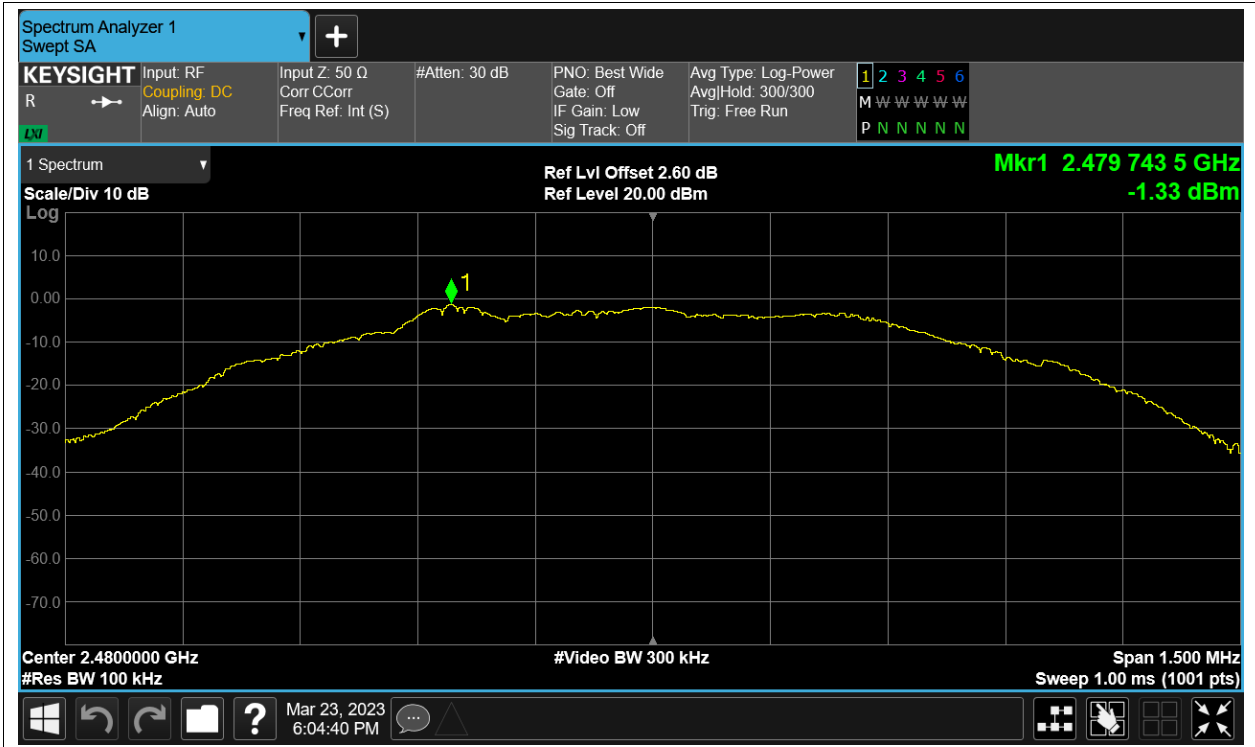 Spectrum Analyzer 1
Swept SA
KEYSIGHT
R
LXI
Input: RF
Coupling: DC
Align: Auto
Input Z: 50 Ω
Corr CCorr
Freq Ref: Int (S)
#Atten: 30 dB
PNO: Best Wide
Gate: Off
IF Gain: Low
Sig Track: Off
Avg Type: Log-Power
Avg|Hold: 300/300
Trig: Free Run
1 2 3 4 5 6
M W W W W W
P N N N N N
1 Spectrum
Scale/Div 10 dB
Ref Lvl Offset 2.60 dB
Ref Level 20.00 dBm
Mkr1 2.479 743 5 GHz
-1.33 dBm
Log
10.0
0.00
-10.0
-20.0
-30.0
-40.0
-50.0
-60.0
-70.0
1
Center 2.4800000 GHz
#Res BW 100 kHz
#Video BW 300 kHz
Span 1.500 MHz
Sweep 1.00 ms (1001 pts)
?
Mar 23, 2023
6:04:40 PM